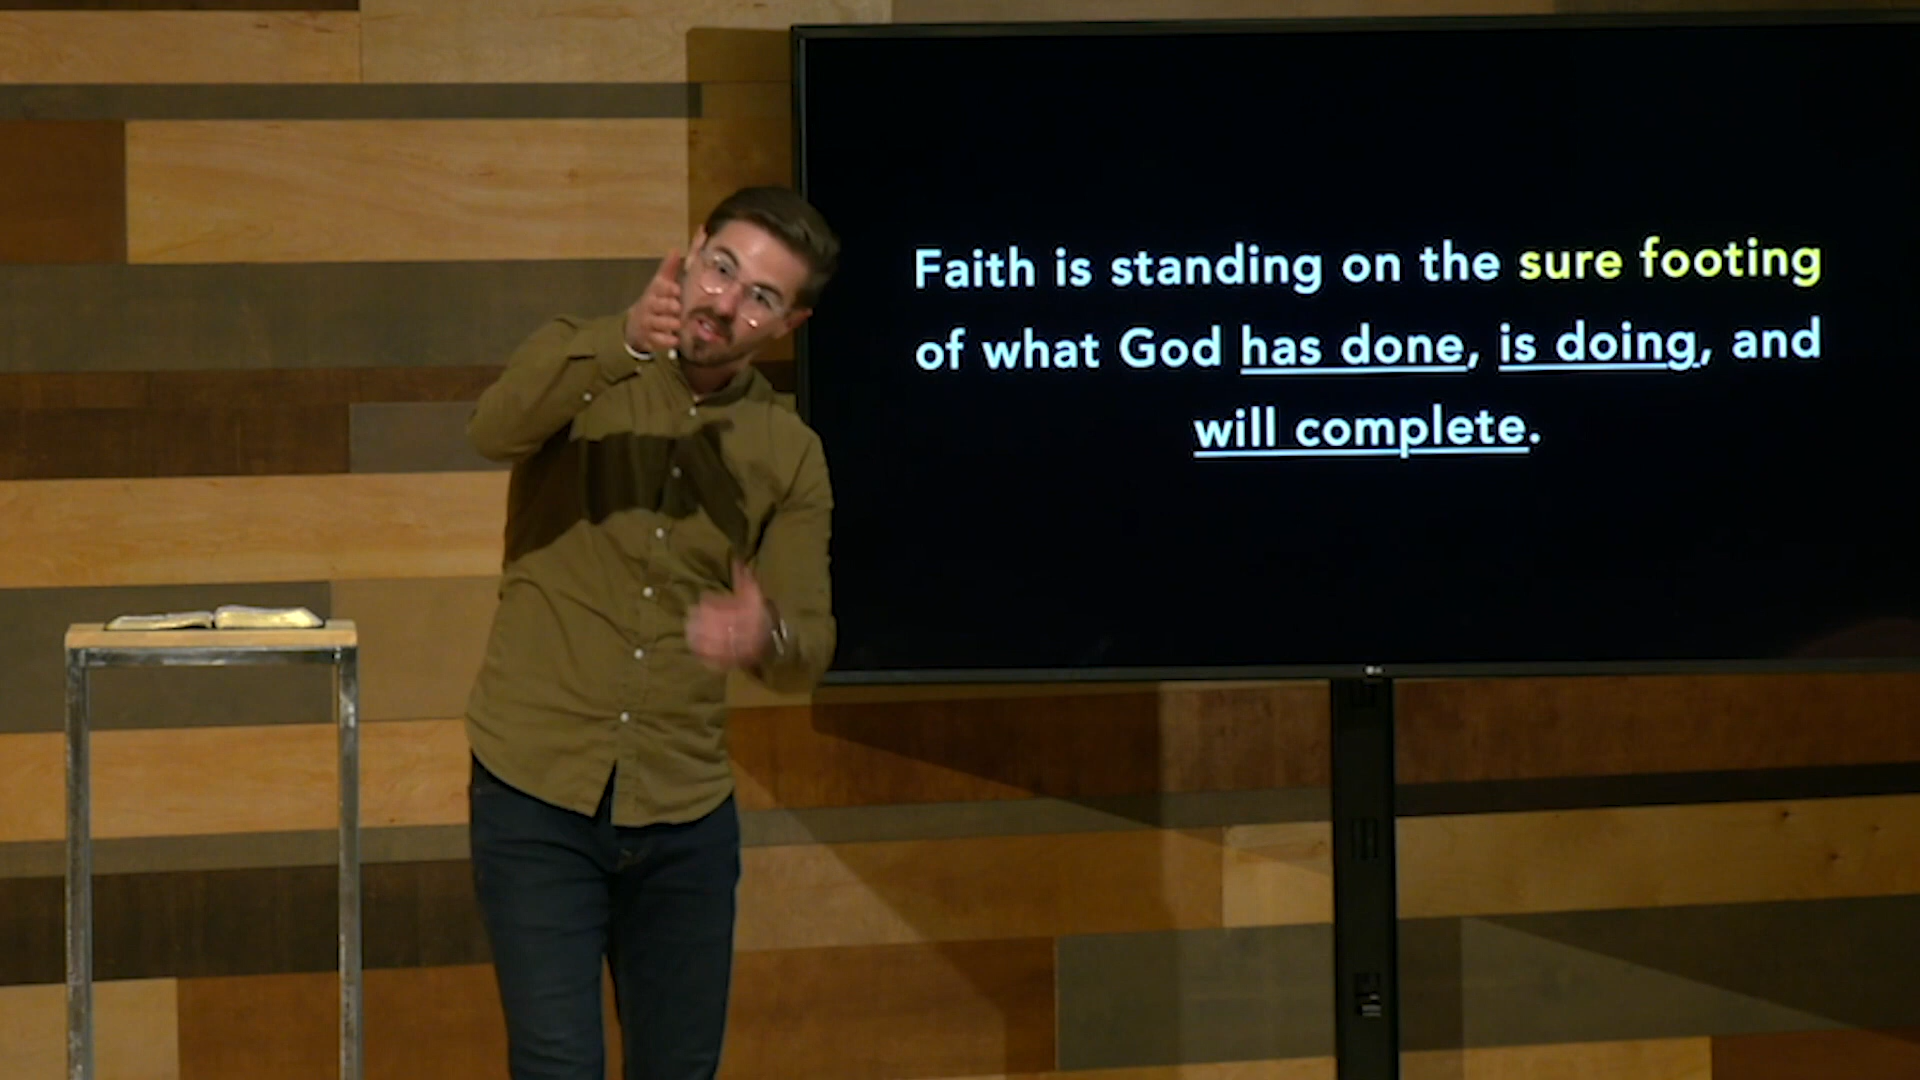 Faith is standing on the sure footing
of what God has done, is doing, and
will complete.